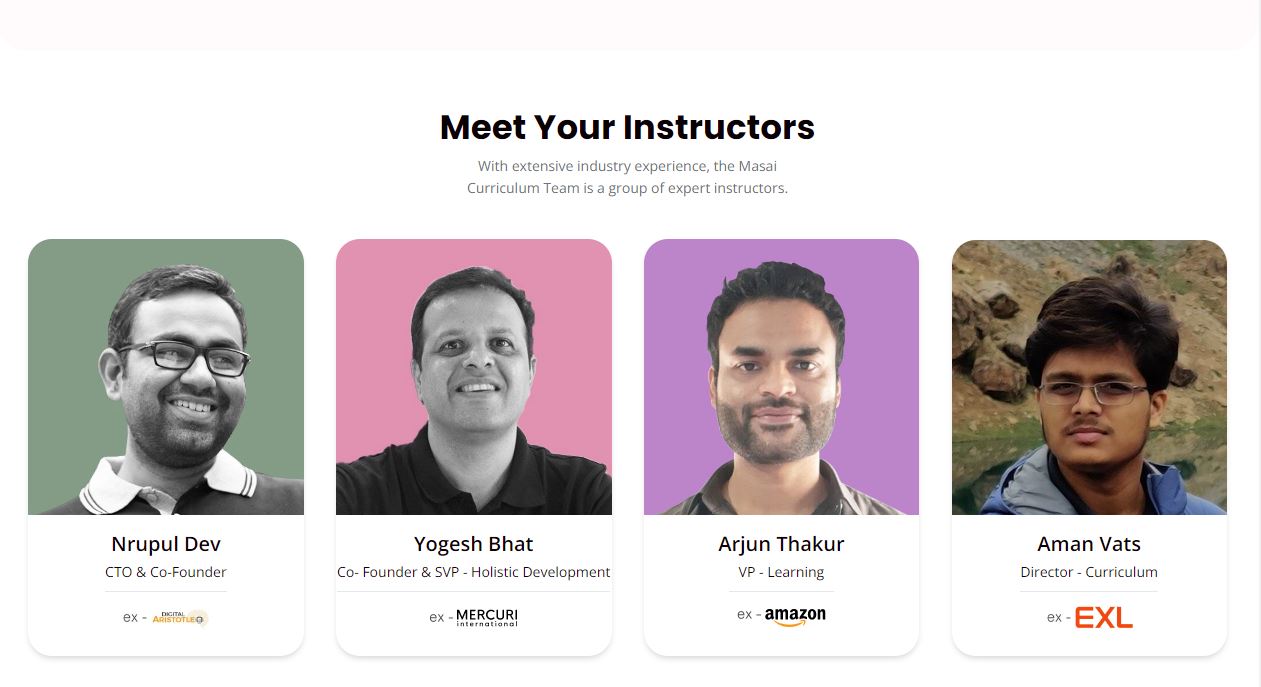 Meet Your Instructors
With extensive industry experience, the Masai
Curriculum Team is a group of expert instructors.
Nrupul Dev
CTO & Co-Founder
ex - DIGITAL ARISTOTLE
Yogesh Bhat
Co- Founder & SVP - Holistic Development
ex - MERCURI international
Arjun Thakur
VP - Learning
ex - amazon
Aman Vats
Director - Curriculum
ex - EXL